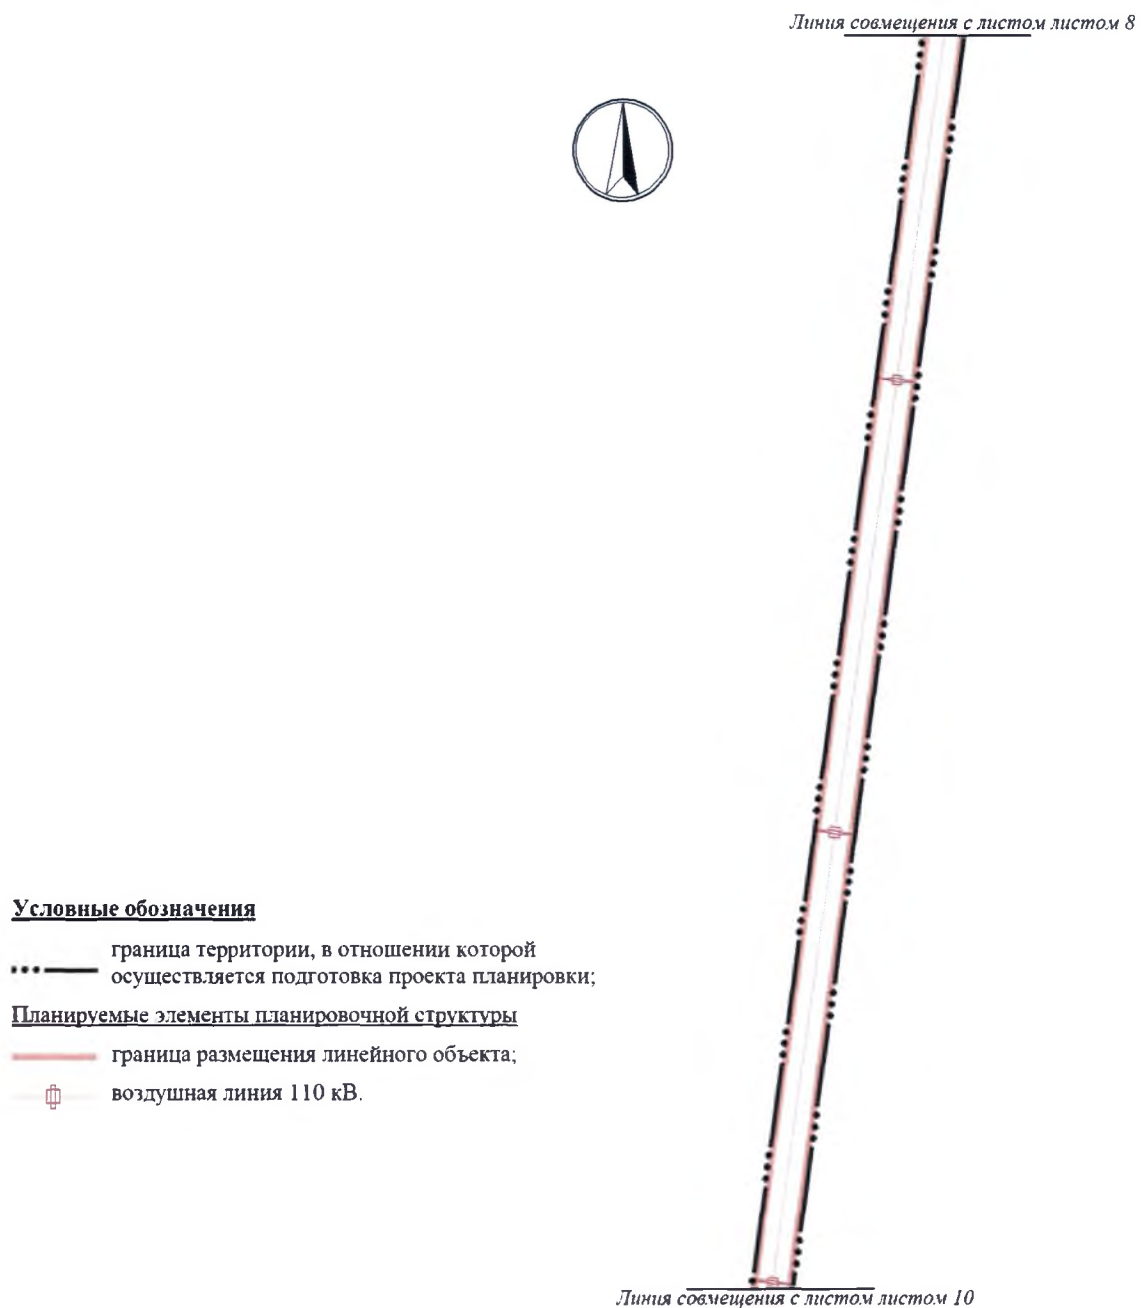 Линия совмещения с листом листом 8
Условные обозначения
граница территории, в отношении которой
осуществляется подготовка проекта планировки;
Планируемые элементы планировочной структуры
граница размещения линейного объекта;
воздушная линия 110 кВ.
Линия совмещения с листом листом 10